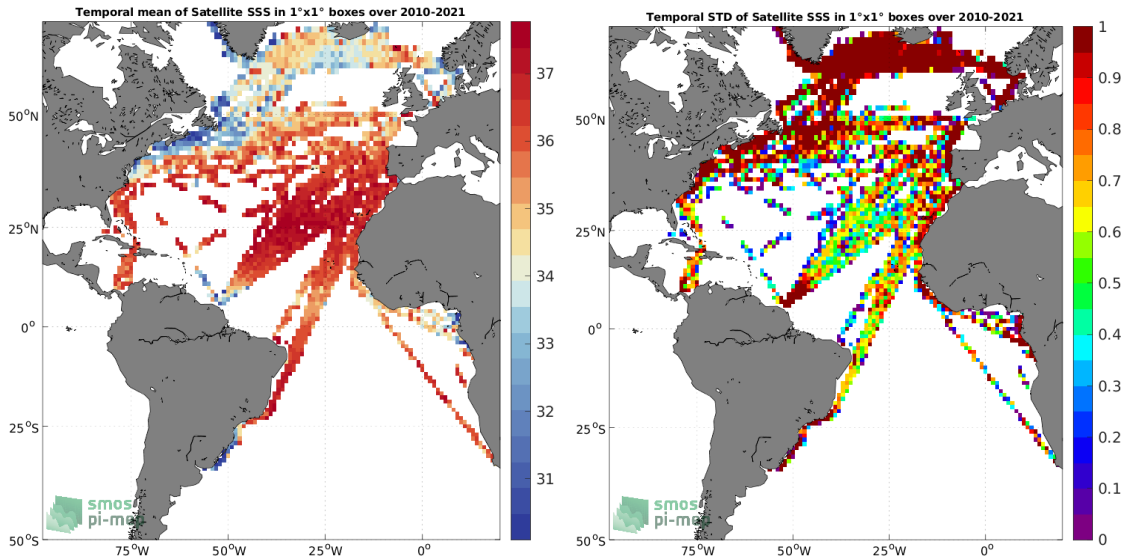 Temporal mean of Satellite SSS in 1°x1° boxes over 2010-2021
50°N
25°N
0°
25°S
50°S
75°W
50°W
25°W
0°
37
36
35
34
33
32
31
smos
pi-mep
Temporal STD of Satellite SSS in 1°x1° boxes over 2010-2021
50°N
25°N
0°
25°S
50°S
75°W
50°W
25°W
0°
1
0.9
0.8
0.7
0.6
0.5
0.4
0.3
0.2
0.1
0
smos
pi-mep